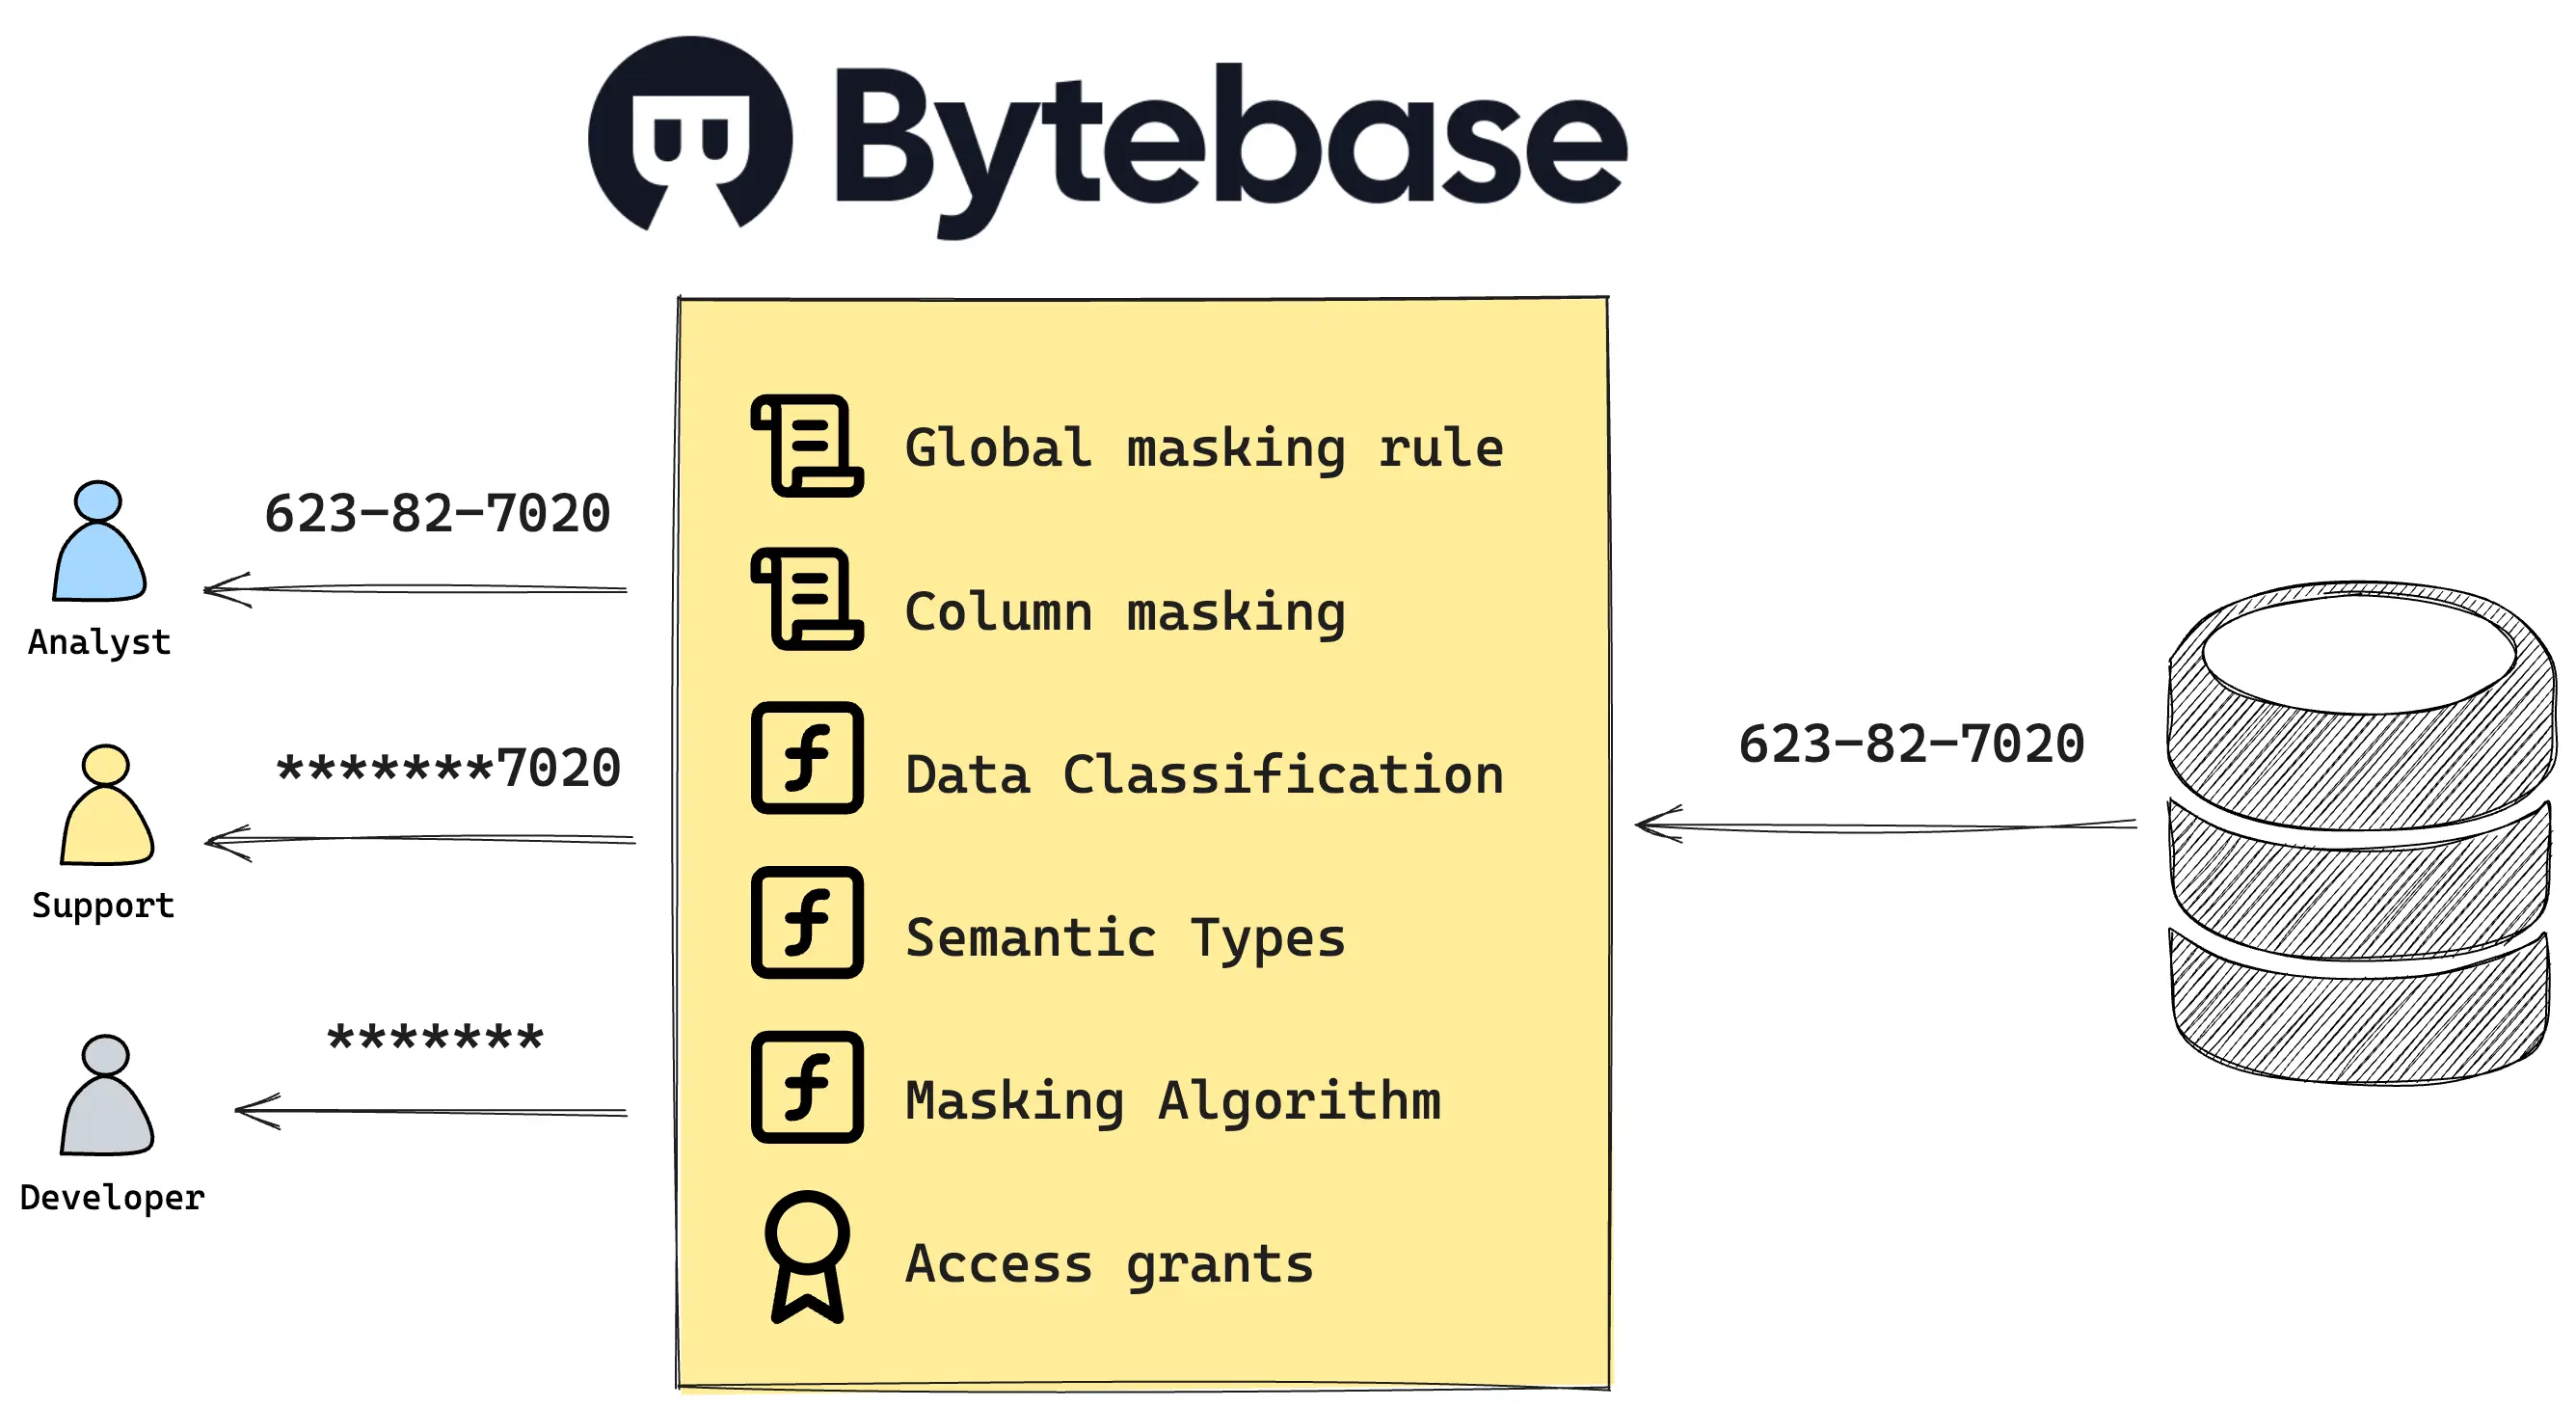 Bytebase
Global masking rule
Column masking
Data Classification
Semantic Types
Masking Algorithm
Access grants
623-82-7020
Analyst
*******7020
Support
*******
Developer
623-82-7020